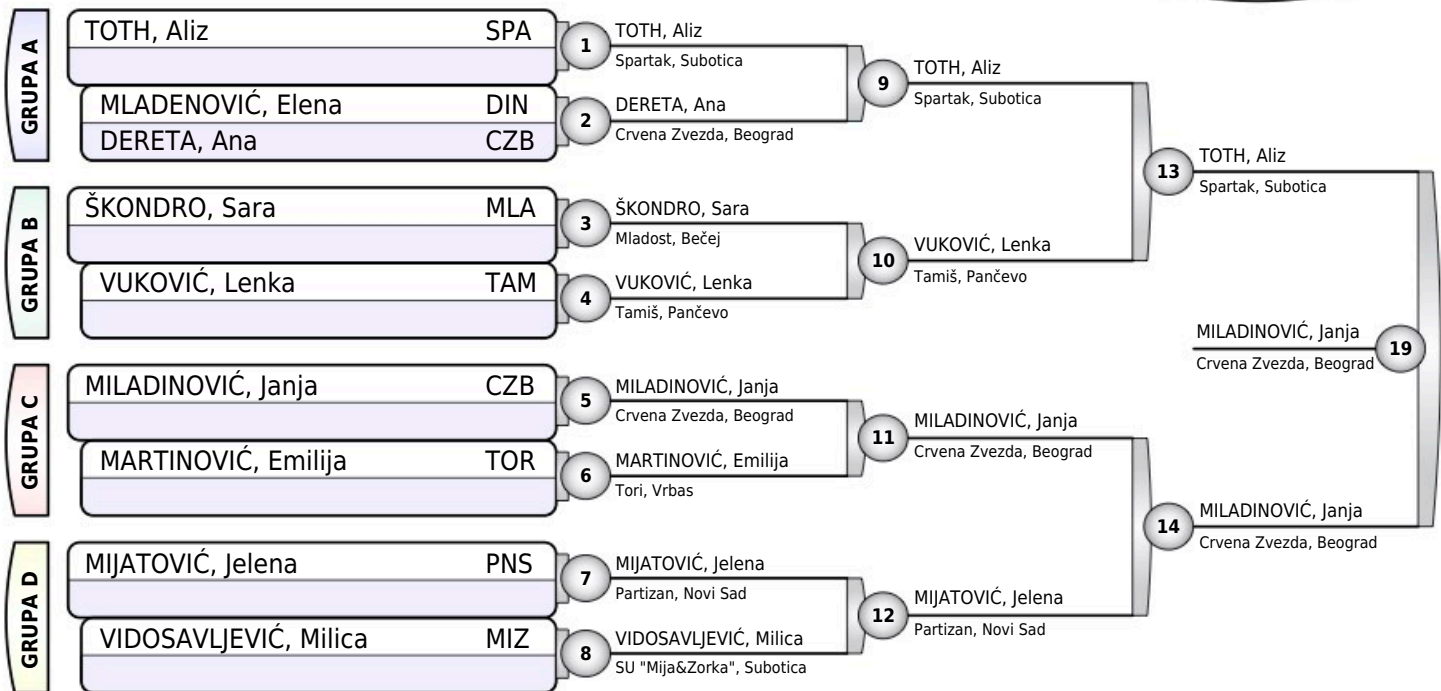 GRUPA A
TOTH, Aliz SPA
MLADENOVIĆ, Elena DIN
DERETA, Ana CZB
GRUPA B
ŠKONDRO, Sara MLA
VUKOVIĆ, Lenka TAM
GRUPA C
MILADINOVIĆ, Janja CZB
MARTINOVIĆ, Emilija TOR
GRUPA D
MIJATOVIĆ, Jelena PNS
VIDOSAVLJEVIĆ, Milica MIZ
1
TOTH, Aliz
Spartak, Subotica
2
DERETA, Ana
Crvena Zvezda, Beograd
3
ŠKONDRO, Sara
Mladost, Bečej
4
VUKOVIĆ, Lenka
Tamiš, Pančevo
5
MILADINOVIĆ, Janja
Crvena Zvezda, Beograd
6
MARTINOVIĆ, Emilija
Tori, Vrbas
7
MIJATOVIĆ, Jelena
Partizan, Novi Sad
8
VIDOSAVLJEVIĆ, Milica
SU "Mija&Zorka", Subotica
9
TOTH, Aliz
Spartak, Subotica
10
VUKOVIĆ, Lenka
Tamiš, Pančevo
11
MILADINOVIĆ, Janja
Crvena Zvezda, Beograd
12
MIJATOVIĆ, Jelena
Partizan, Novi Sad
13
TOTH, Aliz
Spartak, Subotica
14
MILADINOVIĆ, Janja
Crvena Zvezda, Beograd
MILADINOVIĆ, Janja
Crvena Zvezda, Beograd
19